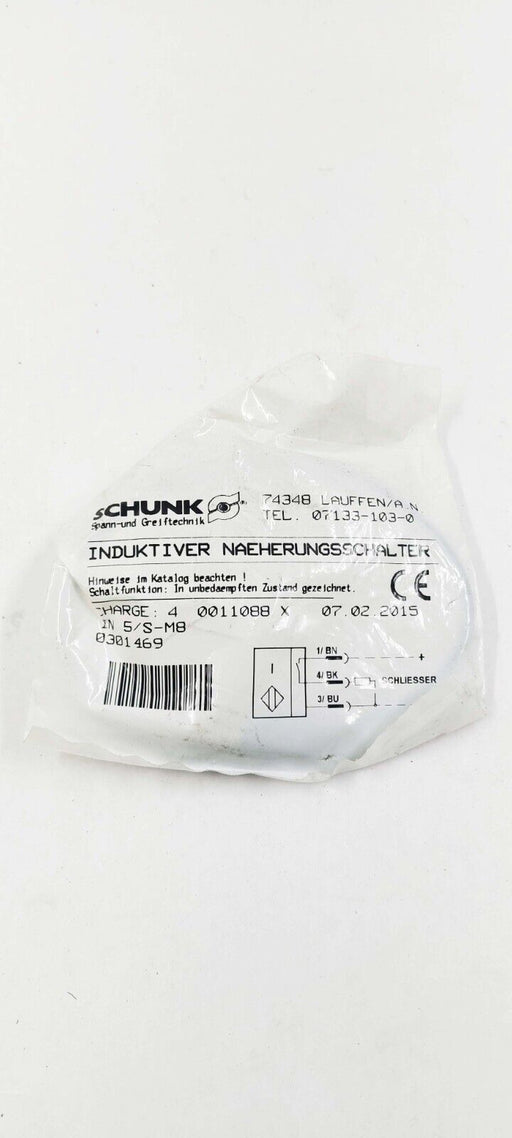 SCHUNK
Spann-und Greiftechnik
74348 LAUFFEN/A.N
TEL. 07133-103-0
INDUKTIVER NAEHERUNGSSCHALTER
Hinweise im Katalog beachten !
Schaltfunktion: In unbedaempften Zustand gezeichnet.
CE
CHARGE: 4 0011088 X 07.02.2015
IN 5/S-M8
0301469
1/ BN +
4/ BK SCHLIESSER
3/ BU -
I